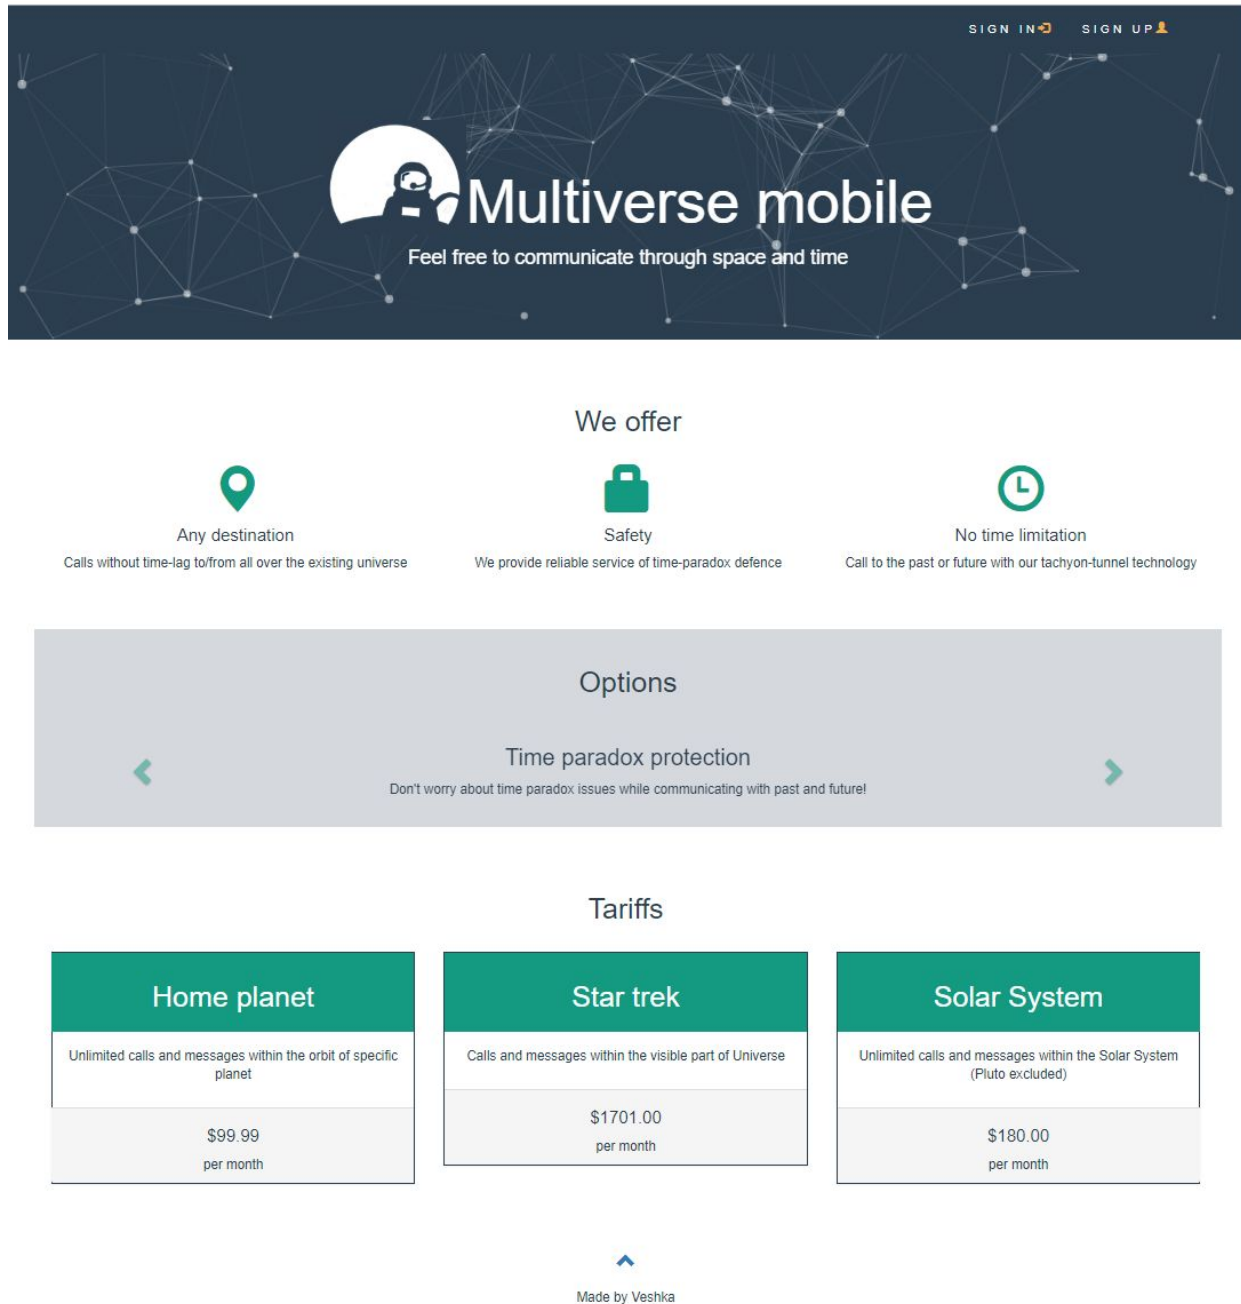 SIGN IN SIGN UP
Multiverse mobile
Feel free to communicate through space and time
We offer
Any destination
Calls without time-lag to/from all over the existing universe
Safety
We provide reliable service of time-paradox defence
No time limitation
Call to the past or future with our tachyon-tunnel technology
Options
Time paradox protection
Don't worry about time paradox issues while communicating with past and future!
Tariffs
Home planet
Unlimited calls and messages within the orbit of specific
planet
$99.99
per month
Star trek
Calls and messages within the visible part of Universe
$1701.00
per month
Solar System
Unlimited calls and messages within the Solar System
(Pluto excluded)
$180.00
per month
Made by Veshka